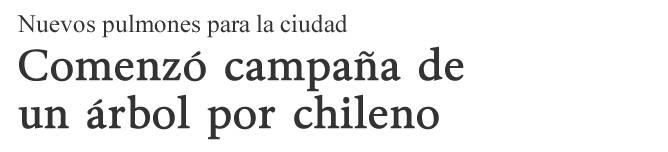 Nuevos pulmones para la ciudad
Comenzó campaña de
un árbol por chileno